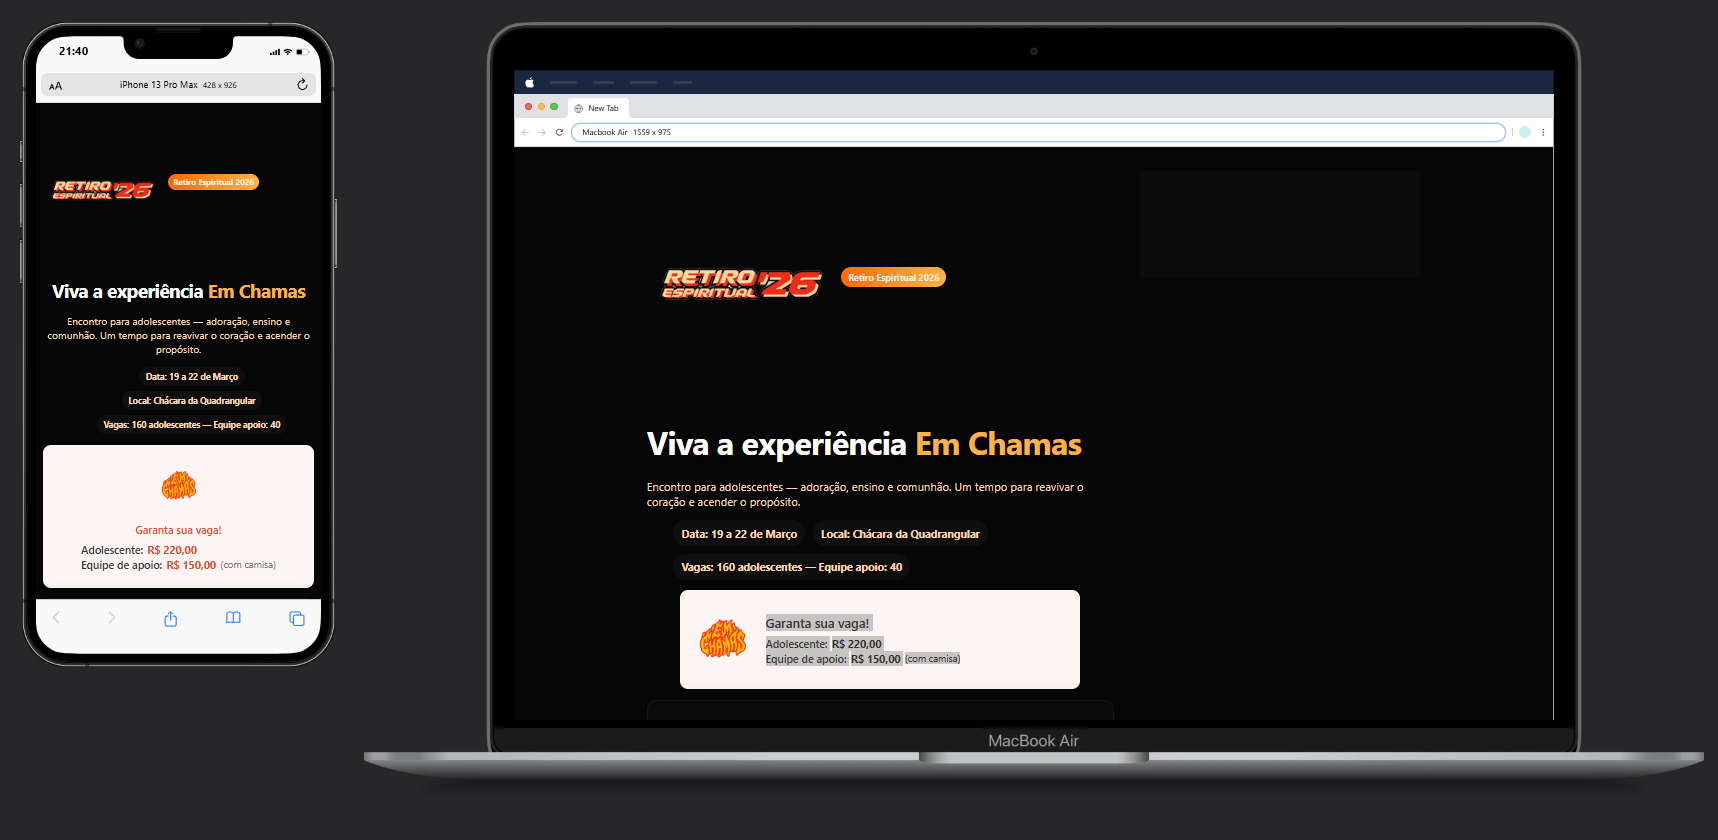 21:40
AA
iPhone 13 Pro Max 428 x 926
RETIRO '26
ESPIRITUAL
Retiro Espiritual 2026
Viva a experiência Em Chamas
Encontro para adolescentes — adoração, ensino e
comunhão. Um tempo para reavivar o coração e acender o
propósito.
Data: 19 a 22 de Março
Local: Chácara da Quadrangular
Vagas: 160 adolescentes — Equipe apoio: 40
EM
CHAMAS
Garanta sua vaga!
Adolescente: R$ 220,00
Equipe de apoio: R$ 150,00 (com camisa)
New Tab
Macbook Air 1559 x 975
RETIRO '26
ESPIRITUAL
Retiro Espiritual 2026
Viva a experiência Em Chamas
Encontro para adolescentes — adoração, ensino e comunhão. Um tempo para reavivar o
coração e acender o propósito.
Data: 19 a 22 de Março
Local: Chácara da Quadrangular
Vagas: 160 adolescentes — Equipe apoio: 40
EM
CHAMAS
Garanta sua vaga!
Adolescente: R$ 220,00
Equipe de apoio: R$ 150,00 (com camisa)
MacBook Air